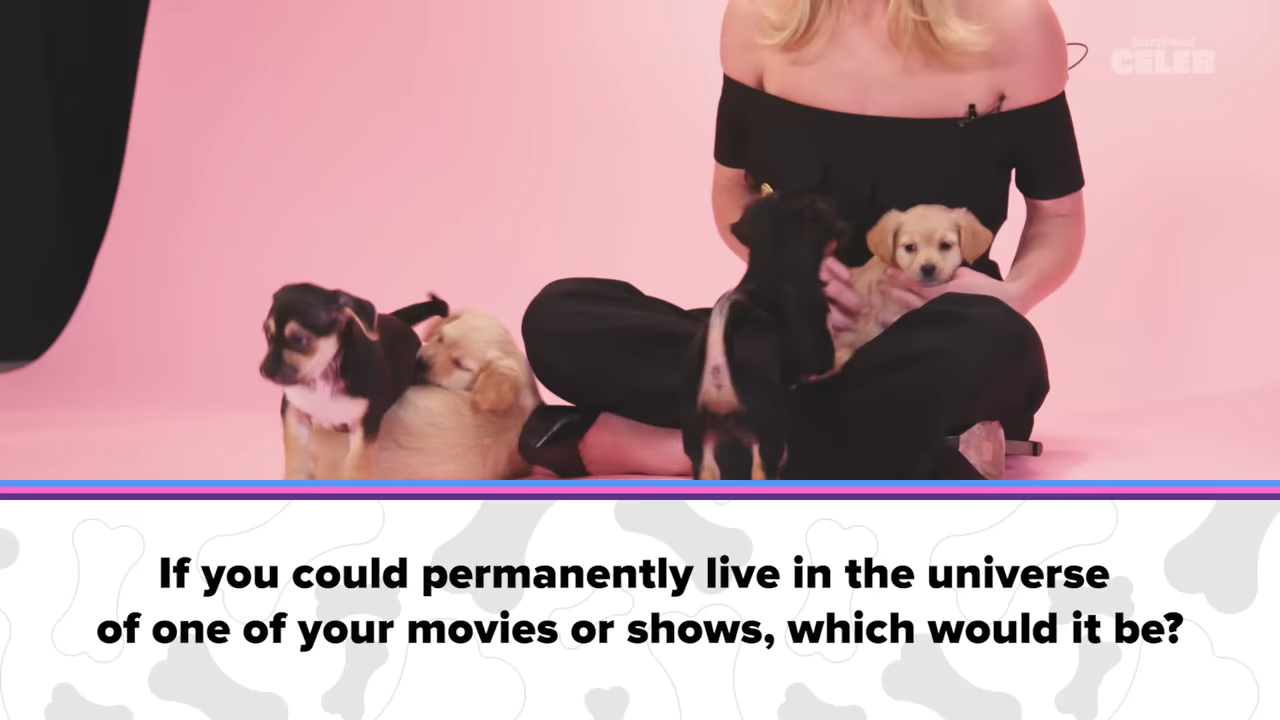 BuzzFeed
CELEB
If you could permanently live in the universe
of one of your movies or shows, which would it be?